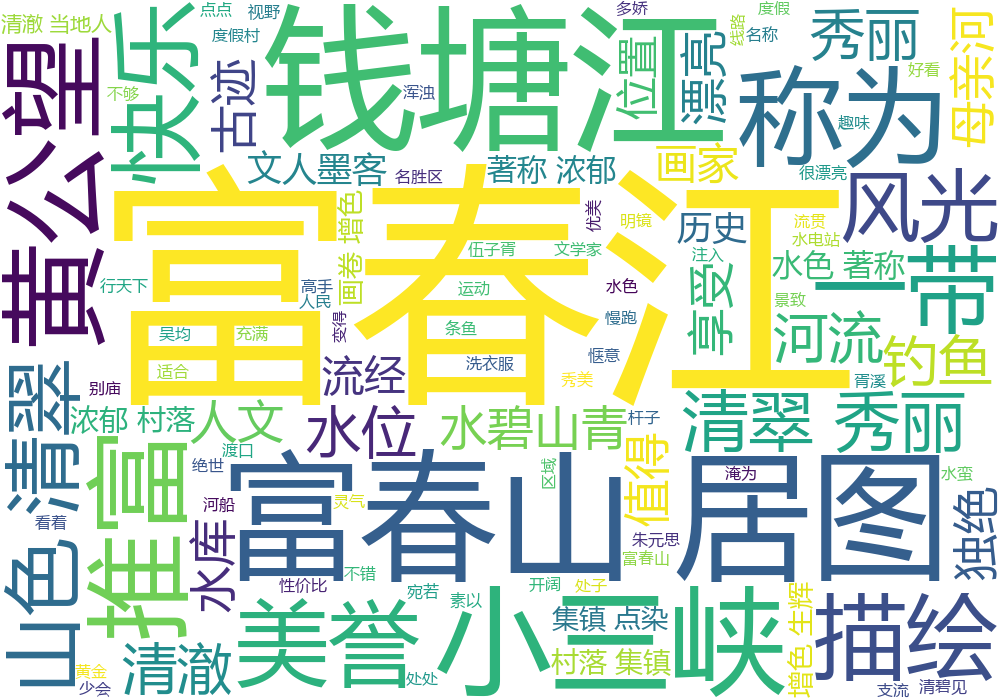 清澈 当地人
点点
视野
度假村
多娇
线路
度假
名称
秀丽
母亲河
好看
黄公望
快乐
不够
古迹
钱塘江
浑浊
位置
漂亮
称为
趣味
文人墨客
名胜区
著称 浓郁
画家
很漂亮
风光
富春江
增色
优美
明镜
历史
流贯
水电站
伍子胥
文学家
注入
水色 著称
一带
行天下
高手
人民
画卷
运动
水色
享受
景致
变得
慢跑
河流
吴均
充满
条鱼
洗衣服
惬意
钓鱼
适合
流经
秀美
胥溪
别庙
浓郁 村落
人文
水位
水碧山青
杆子
清翠 秀丽
山色 清翠
渡口
绝世
推富
富春山居图
区域
值得
淹为
水蛮
河船
灵气
看着
水库
朱元思
富春山
独绝
不错
性价比
宛若
素以
开阔
处子
美誉
小三峡
集镇 点染
增色 生辉
描绘
清澈
村落 集镇
黄金
少会
处处
支流
清碧见